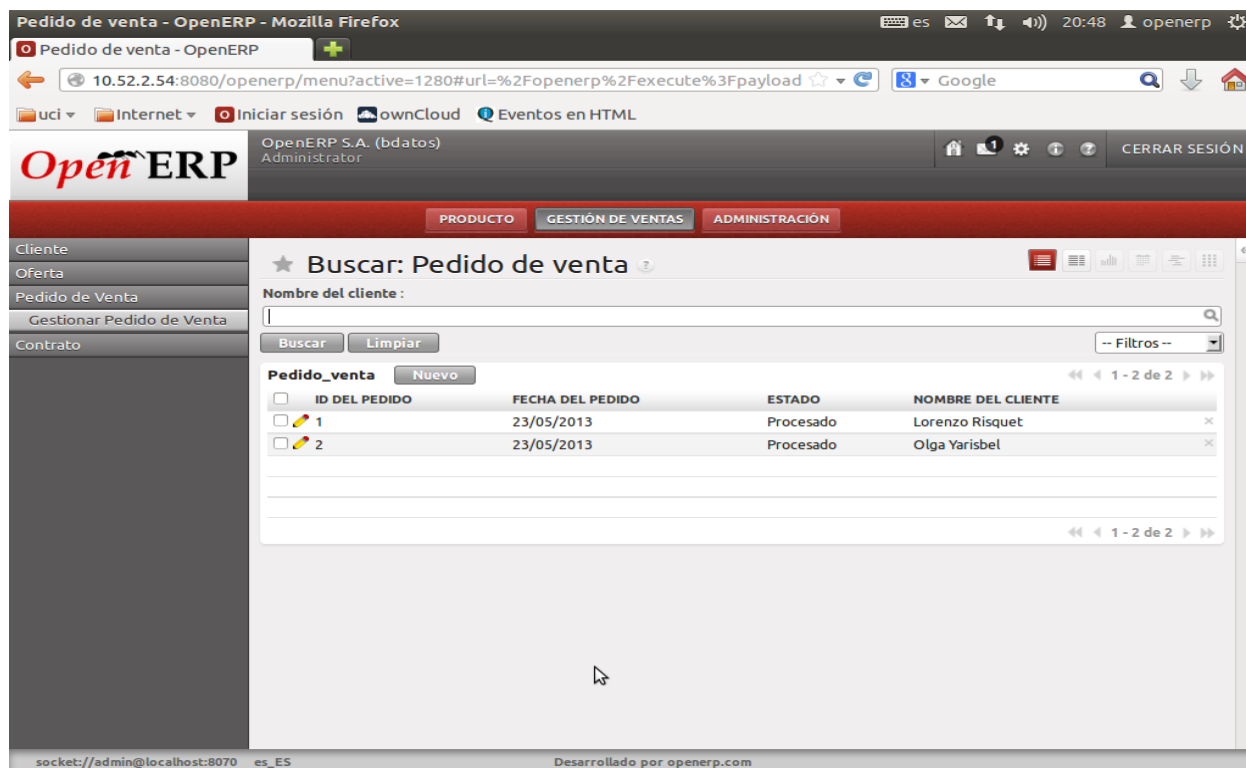 Pedido de venta - OpenERP - Mozilla Firefox es 20:48 openerp
Pedido de venta - OpenERP
10.52.2.54:8080/openerp/menu?active=1280#url=%2Fopenerp%2Fexecute%3Fpayload Google
uci Internet Iniciar sesión ownCloud Eventos en HTML
Open ERP
OpenERP S.A. (bdatos)
Administrator
1 CERRAR SESIÓN
PRODUCTO GESTIÓN DE VENTAS ADMINISTRACIÓN
Cliente
Oferta
Pedido de Venta
Gestionar Pedido de Venta
Contrato
Buscar: Pedido de venta ?
Nombre del cliente :
Buscar Limpiar -- Filtros --
Pedido_venta Nuevo 1 - 2 de 2
ID DEL PEDIDO FECHA DEL PEDIDO ESTADO NOMBRE DEL CLIENTE
1 23/05/2013 Procesado Lorenzo Risquet
2 23/05/2013 Procesado Olga Yarisbel
1 - 2 de 2
socket://admin@localhost:8070 es_ES Desarrollado por openerp.com